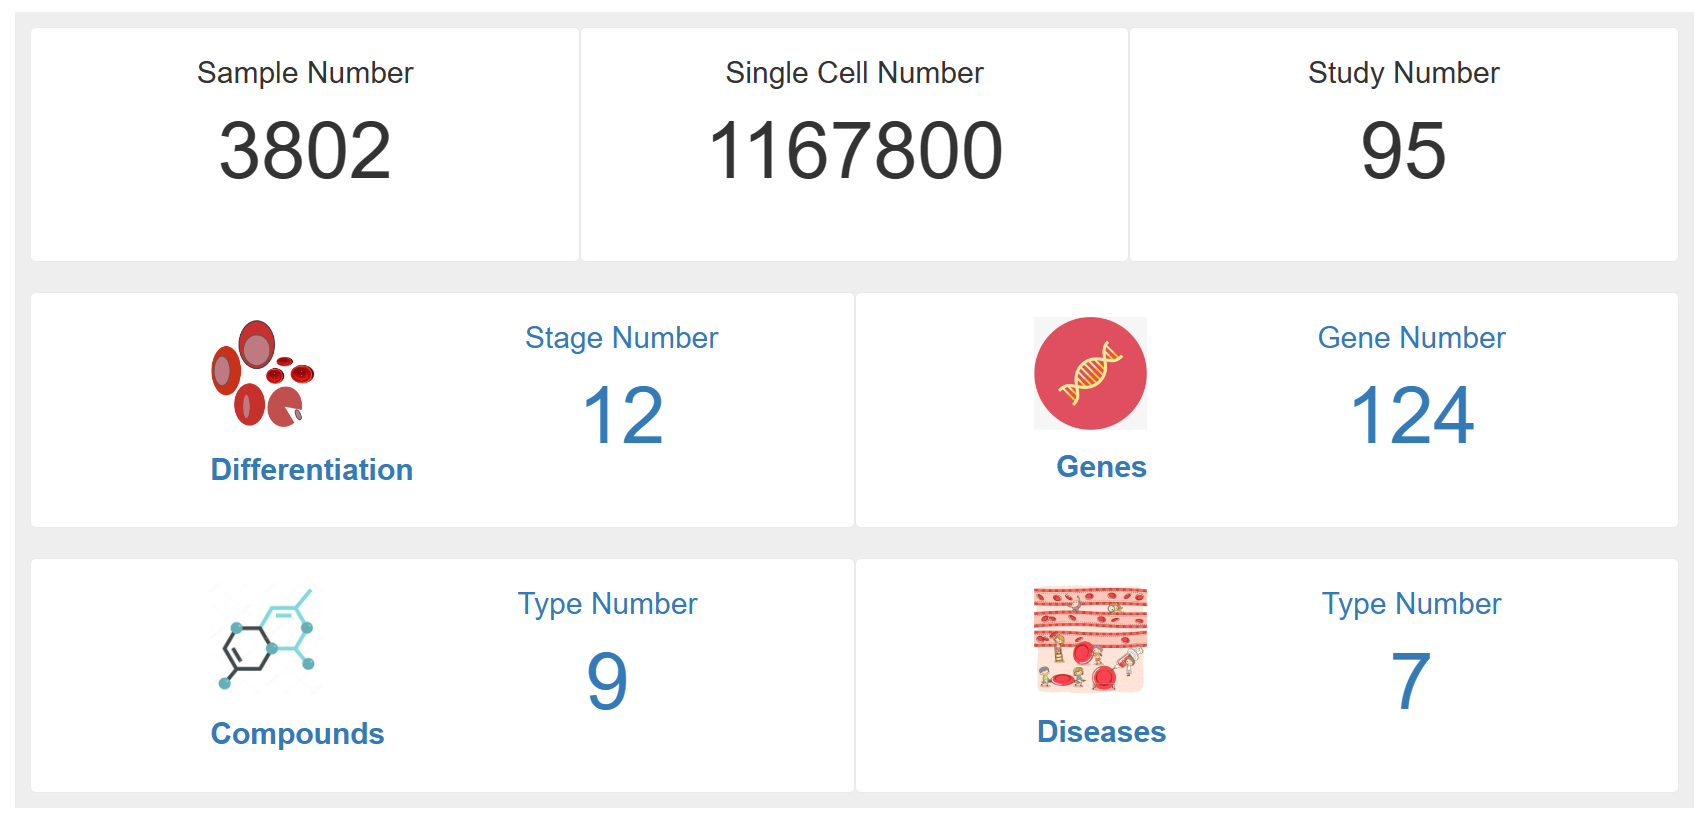 Sample Number
3802
Single Cell Number
1167800
Study Number
95
Differentiation
Stage Number
12
Genes
Gene Number
124
Compounds
Type Number
9
Diseases
Type Number
7